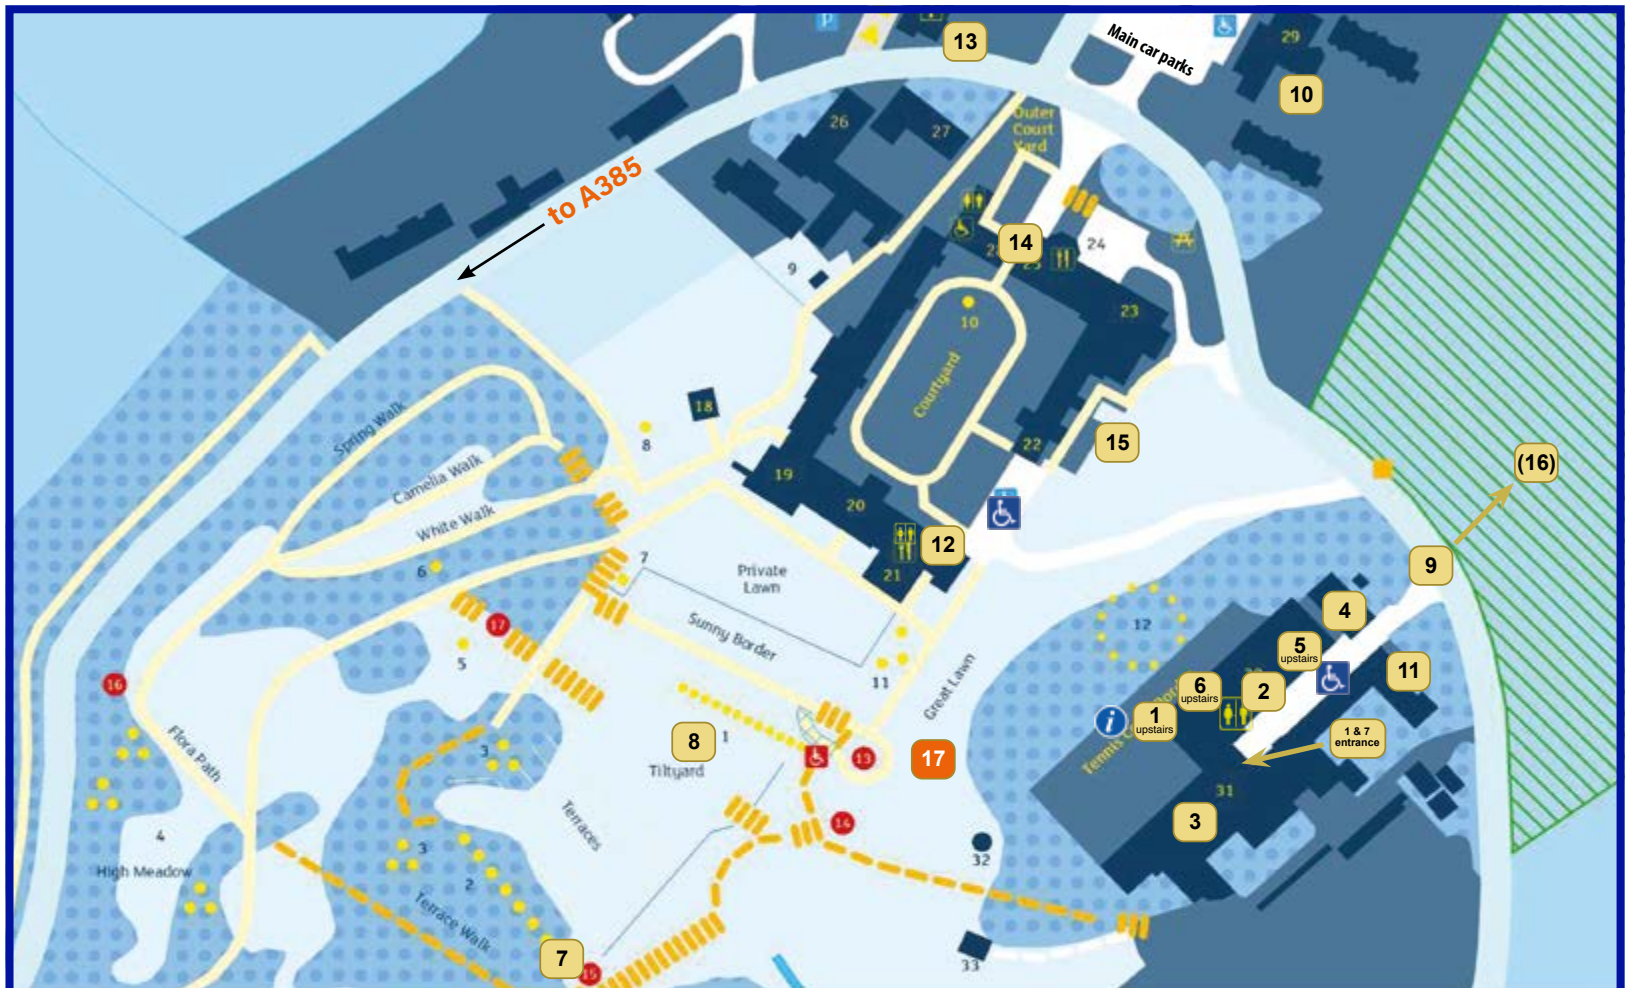 13
Main car parks
29
10
P
26
27
Outer
Court
Yard
to A385
14
24
9
23
10
Courtyard
18
8
15
22
Spring Walk
Camelia Walk
White Walk
19
20
12
21
(16)
9
6
7
Private
Lawn
Sunny Border
17
5
16
11
Great Lawn
12
4
5
upstairs
11
6
upstairs
2
1
upstairs
i
1 & 7
entrance
Flora Path
3
8
1
Tiltyard
13
17
31
3
14
Terraces
32
4
High Meadow
3
2
Terrace Walk
7
15
33